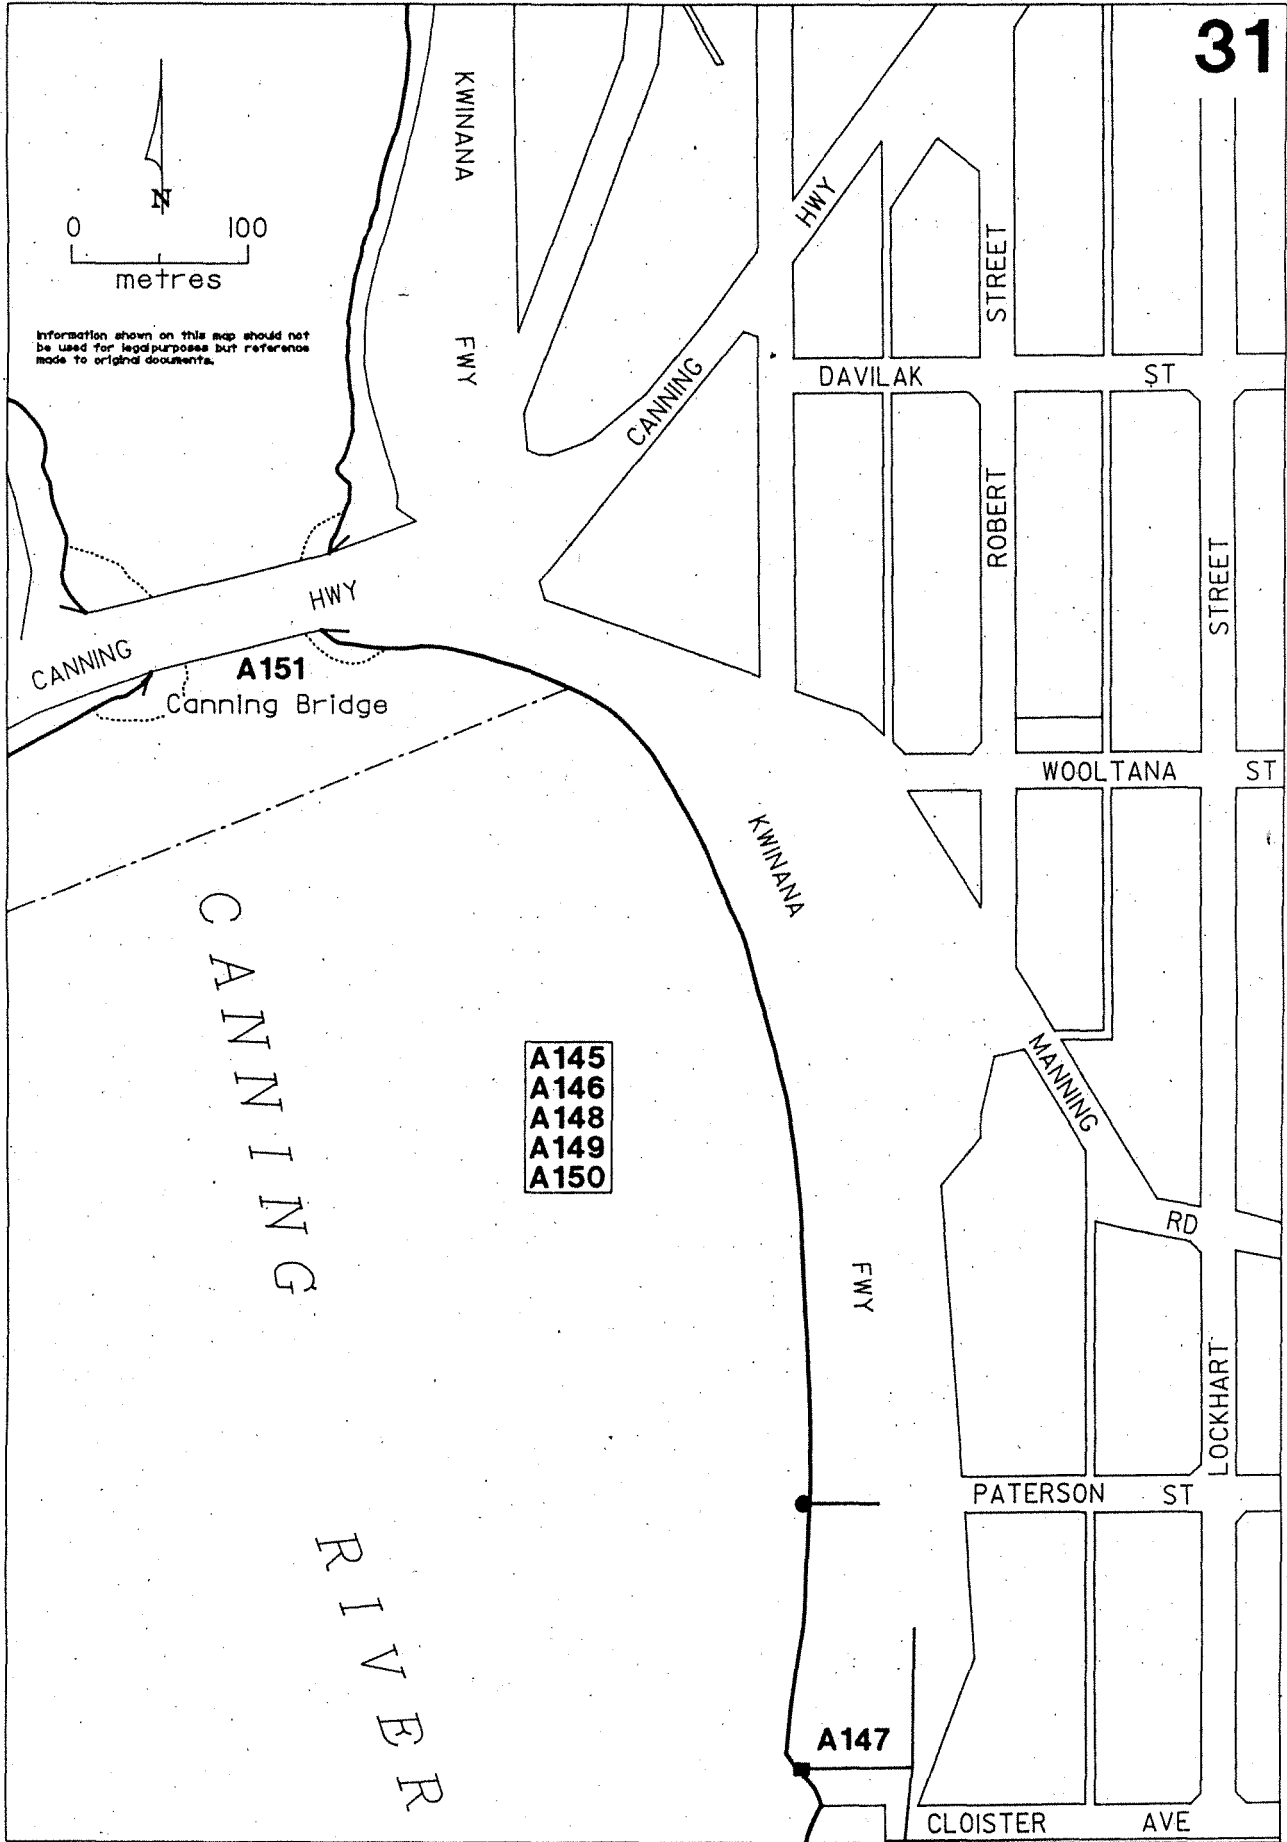 31
KWINANA
FWY
N
0 100
metres
Information shown on this map should not
be used for legal purposes but reference
made to original documents.
HWY
CANNING
STREET
DAVILAK ST
ROBERT
STREET
HWY
CANNING
A151
Canning Bridge
WOOLTANA ST
KWINANA
CANNING
A145
A146
A148
A149
A150
MANNING
RD
FWY
LOCKHART
PATERSON ST
RIVER
A147
CLOISTER AVE